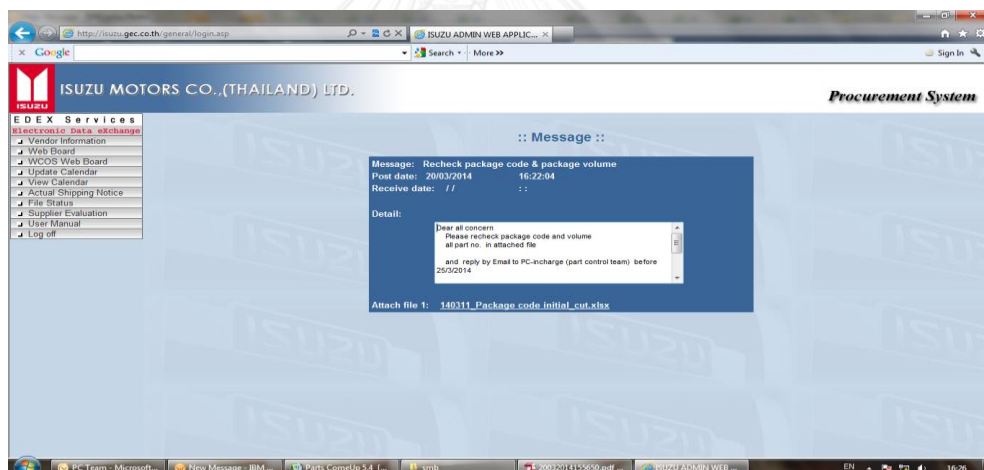 http://isuzu.gec.co.th/general/login.asp
ISUZU ADMIN WEB APPLIC...
Google
Search
More >>
Sign In
ISUZU
ISUZU MOTORS CO.,(THAILAND) LTD.
Procurement System
EDEX Services
Electronic Data eXchange
Vendor Information
Web Board
WCOS Web Board
Update Calendar
View Calendar
Actual Shipping Notice
File Status
Supplier Evaluation
User Manual
Log off
:: Message ::
Message: Recheck package code & package volume
Post date: 20/03/2014 16:22:04
Receive date: / / : :
Detail:
Dear all concern
Please recheck package code and volume
all part no. in attached file
and reply by Email to PC-incharge (part control team) before
25/3/2014
Attach file 1: 140311_Package code initial_cut.xlsx
PC Team - Microsoft...
New Message - IBM ...
Parts ComeUp 5.4 (...
smb
20032014155650.pdf ...
ISUZU ADMIN WEB ...
EN
16:26